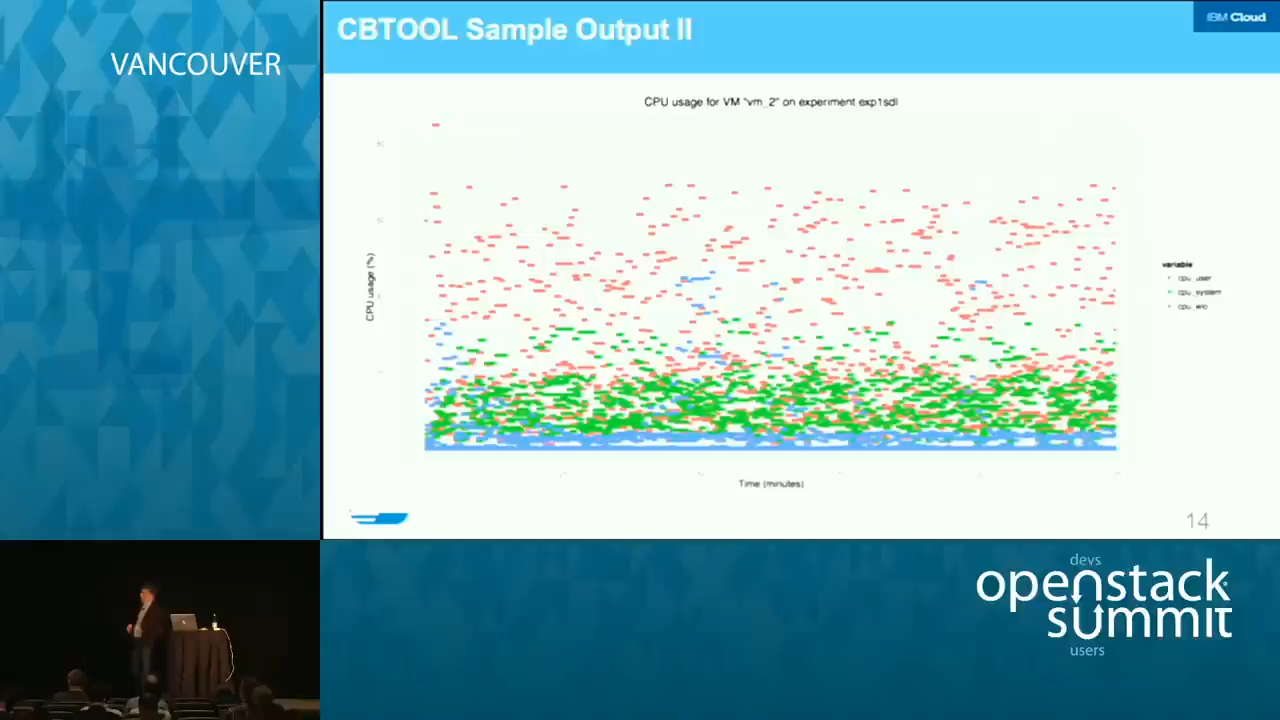 VANCOUVER
CBTOOL Sample Output II
IBM Cloud
CPU usage for VM "vm_2" on experiment exp1sdl
CPU usage (%)
variable
cpu_user
cpu_system
cpu_wio
Time (minutes)
14
devs
openstack
summit
users